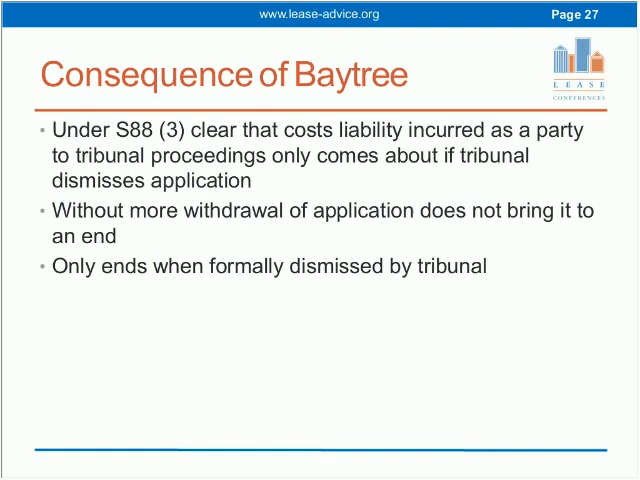 www.lease-advice.org
Page 27
Consequence of Baytree
L E A S E
CONFERENCES
• Under S88 (3) clear that costs liability incurred as a party
to tribunal proceedings only comes about if tribunal
dismisses application
• Without more withdrawal of application does not bring it to
an end
• Only ends when formally dismissed by tribunal